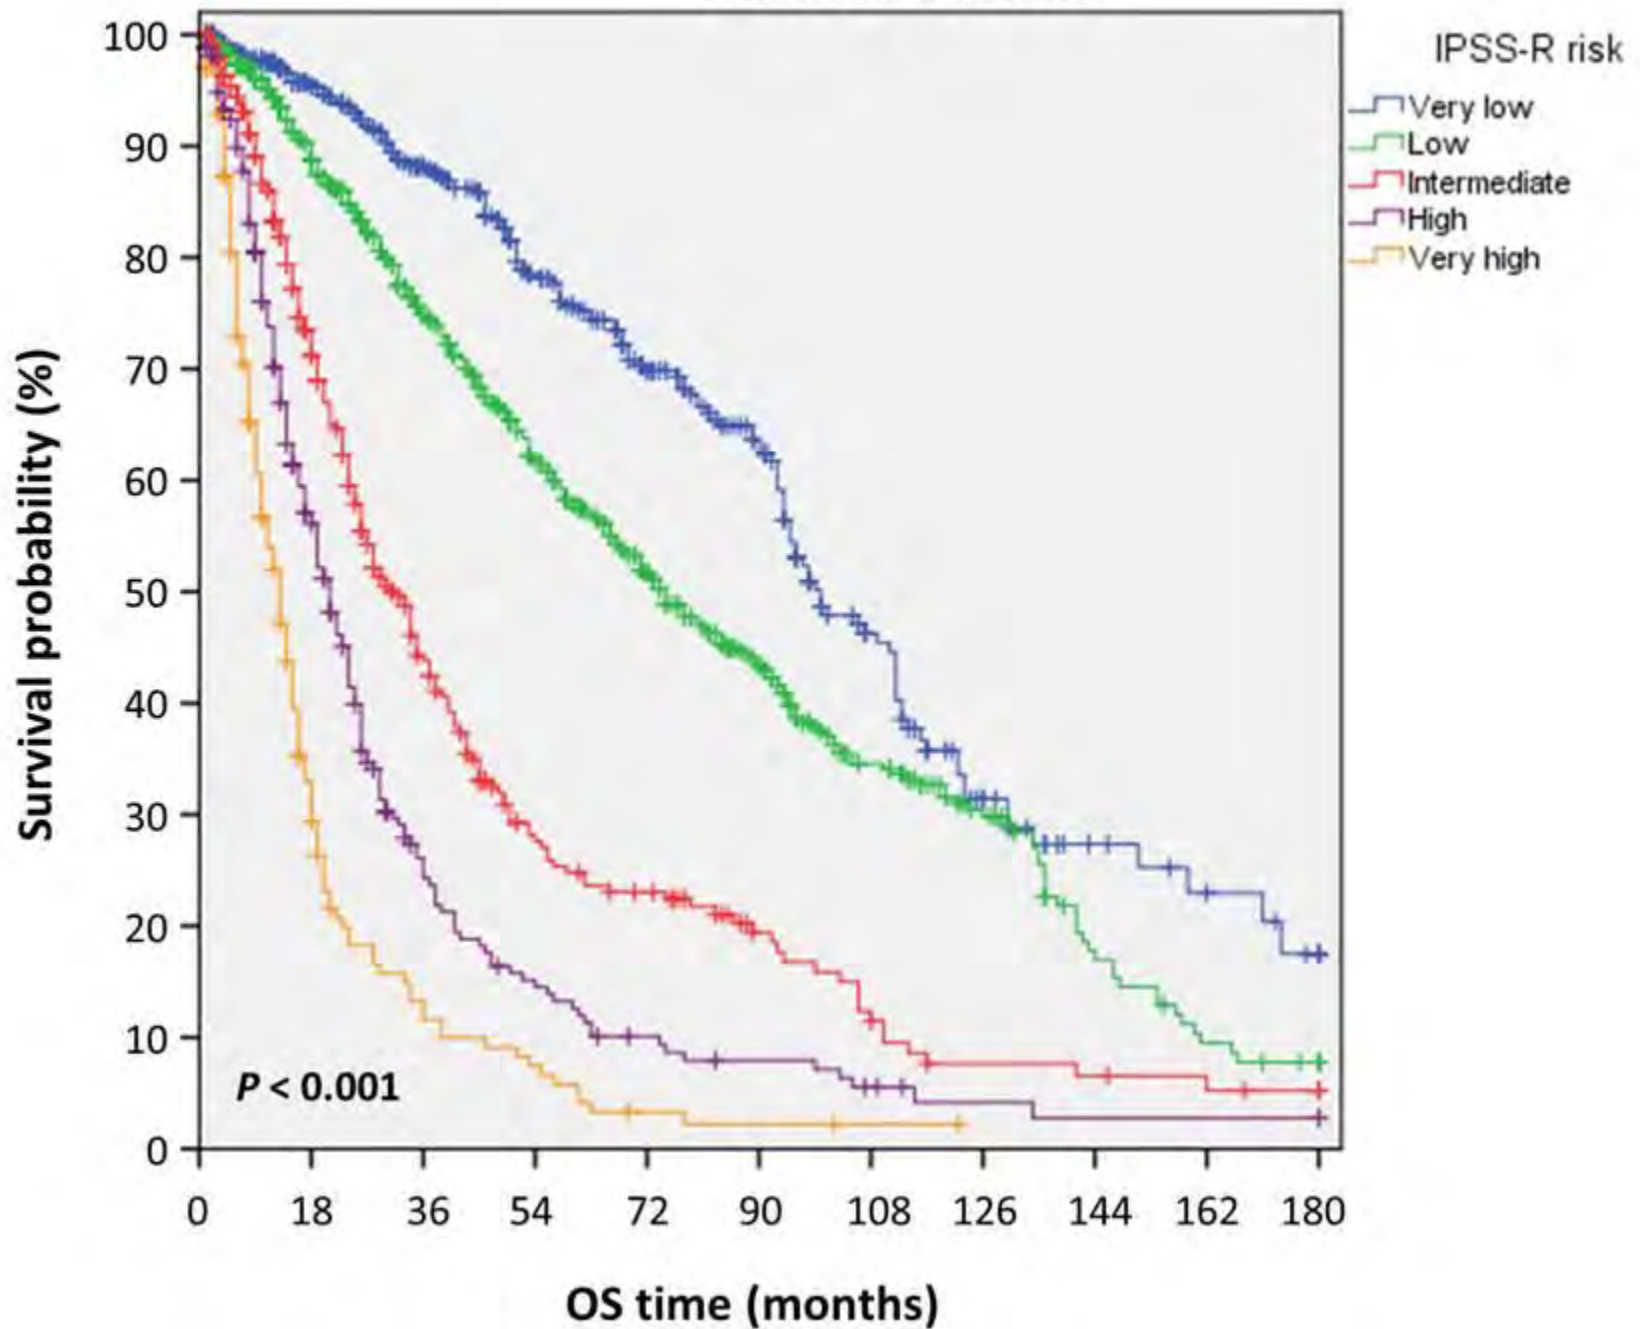 IPSS-R risk
Very low
Low
Intermediate
High
Very high
100
90
80
70
60
50
40
30
20
10
0
Survival probability (%)
P < 0.001
0 18 36 54 72 90 108 126 144 162 180
OS time (months)